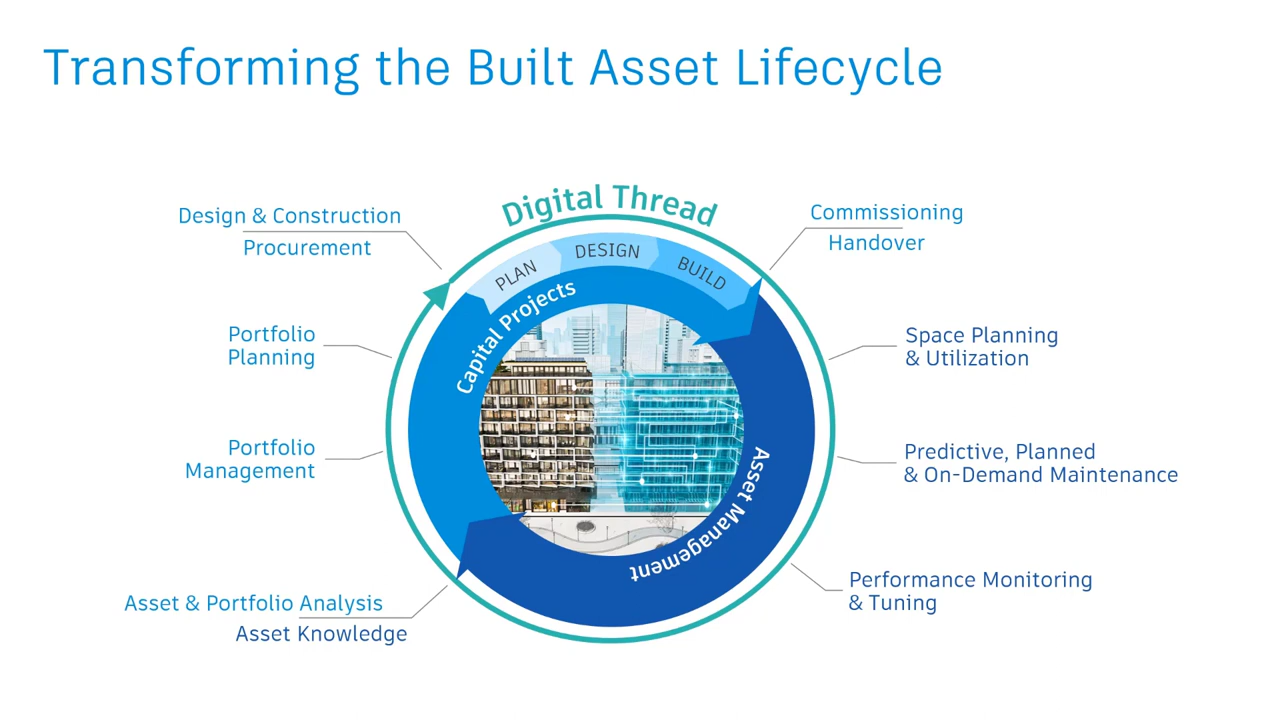 Transforming the Built Asset Lifecycle
Digital Thread
Design & Construction
Procurement
Commissioning
Handover
PLAN
DESIGN
BUILD
Capital Projects
Portfolio
Planning
Space Planning
& Utilization
Portfolio
Management
Predictive, Planned
& On-Demand Maintenance
Asset Management
Performance Monitoring
& Tuning
Asset & Portfolio Analysis
Asset Knowledge